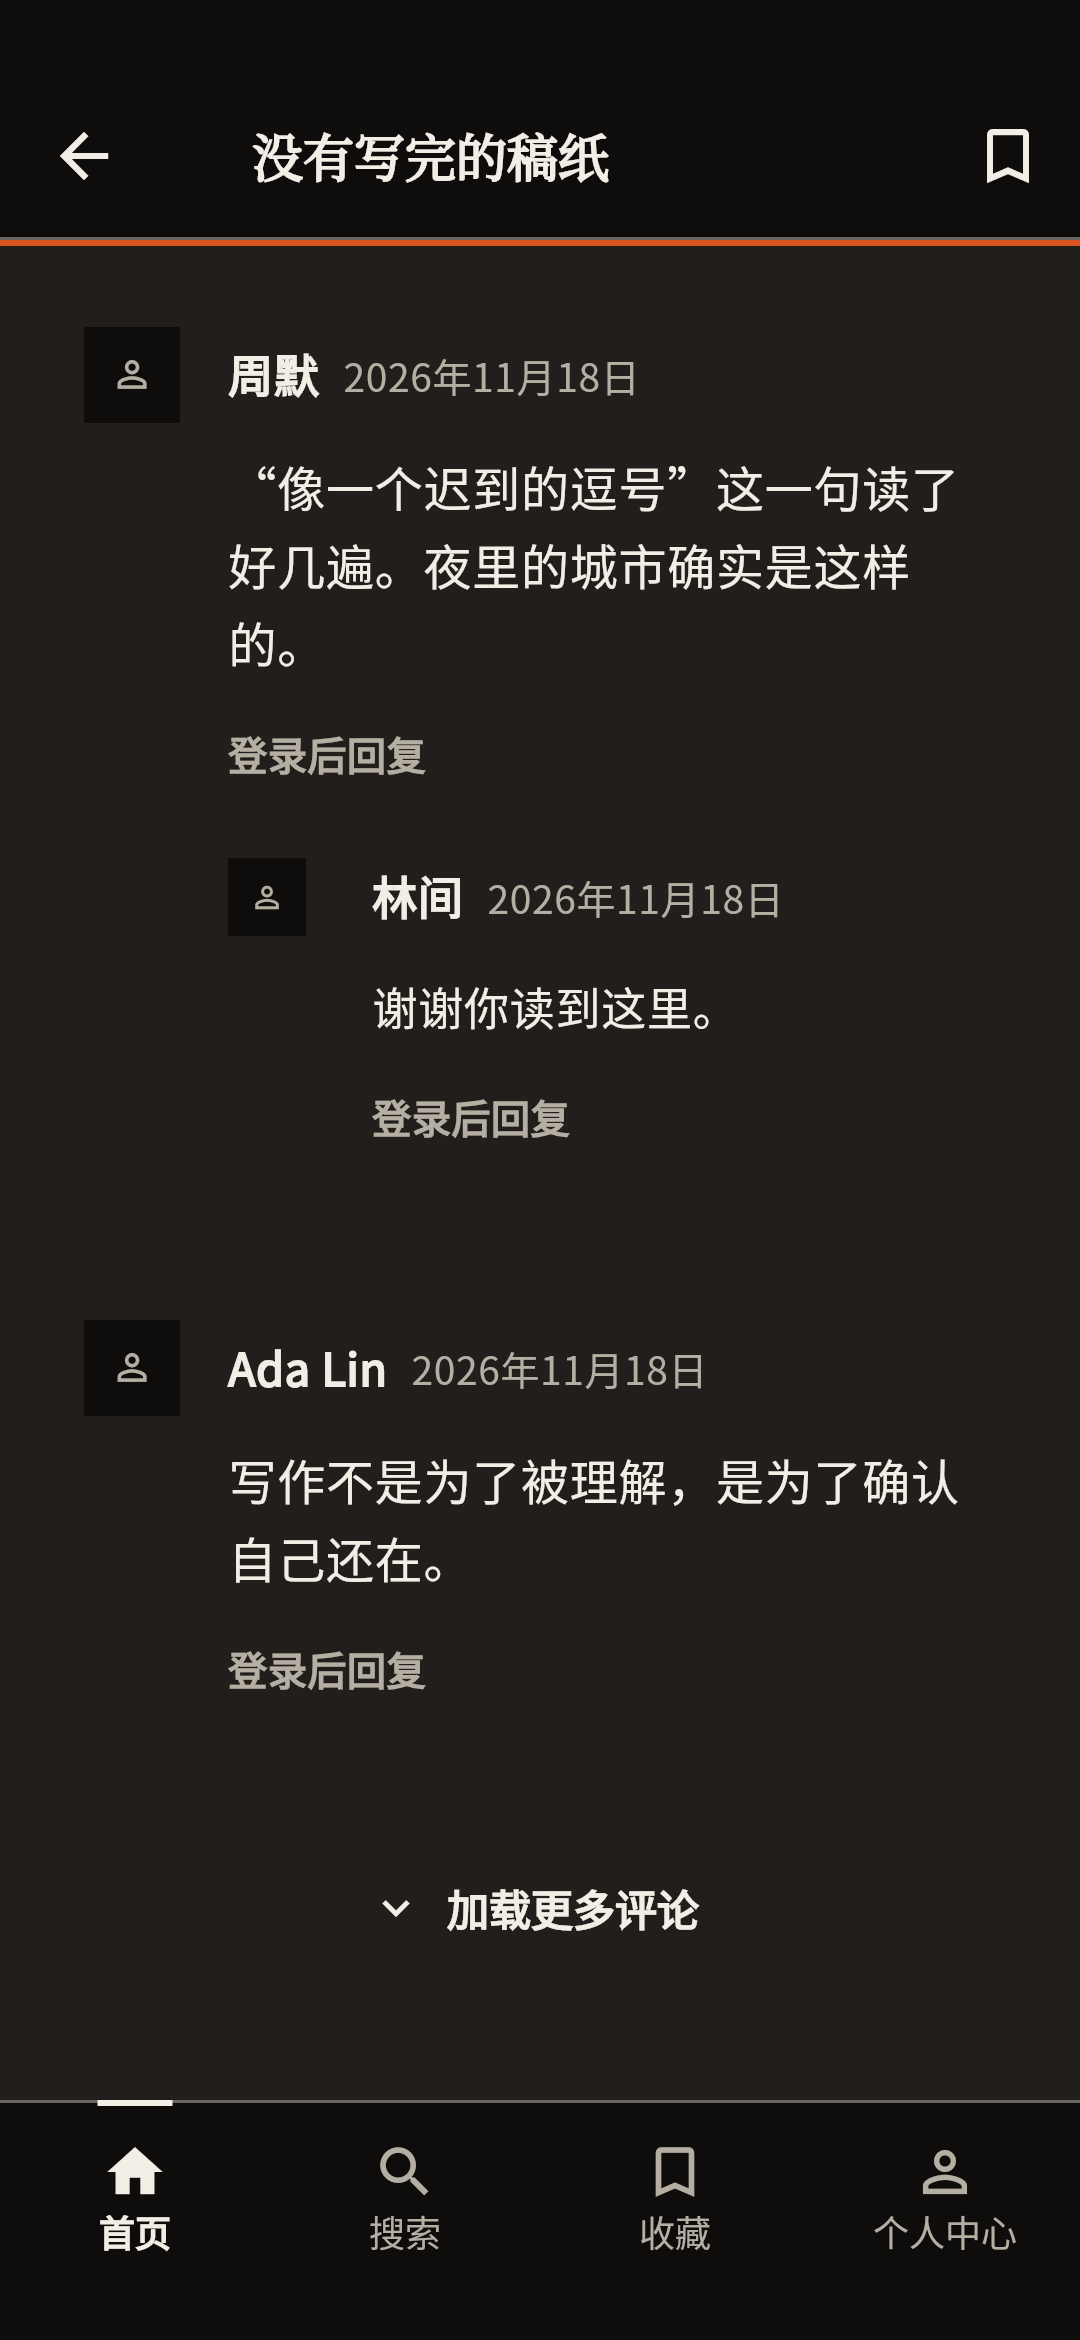 没有写完的稿纸
周默 2026年11月18日
“像一个迟到的逗号”这一句读了
好几遍。夜里的城市确实是这样
的。
登录后回复
林间 2026年11月18日
谢谢你读到这里。
登录后回复
Ada Lin 2026年11月18日
写作不是为了被理解，是为了确认
自己还在。
登录后回复
加载更多评论
首页 搜索 收藏 个人中心